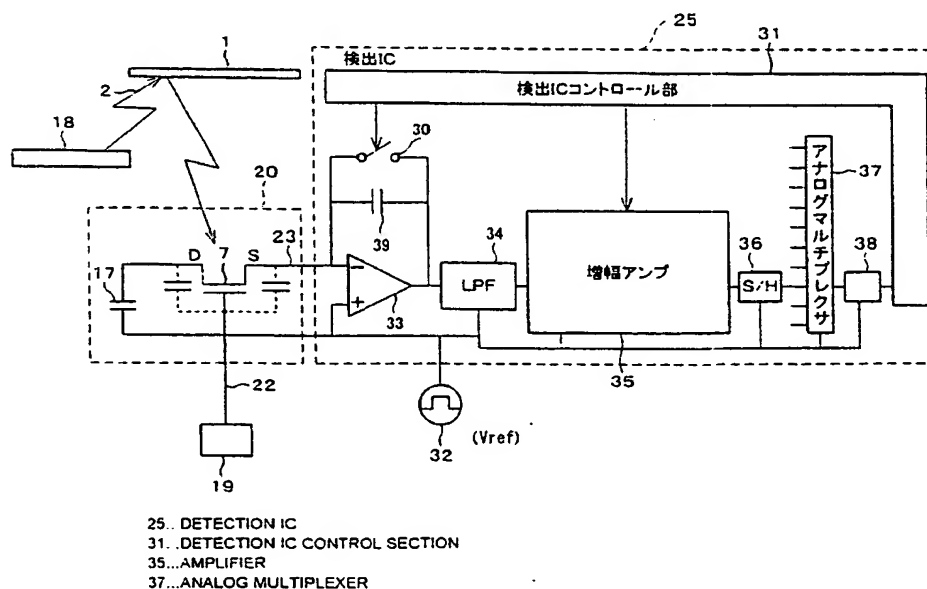 25
1
31
検出IC
2
検出ICコントロール部
18
30
20
アナログマルチプレクサ
37
39
34
D
7
S
23
36
38
17
LPF
増幅アンプ
S/H
−
+
33
22
35
32
(Vref)
19
25.. DETECTION IC
31. .DETECTION IC CONTROL SECTION
35...AMPLIFIER
37...ANALOG MULTIPLEXER